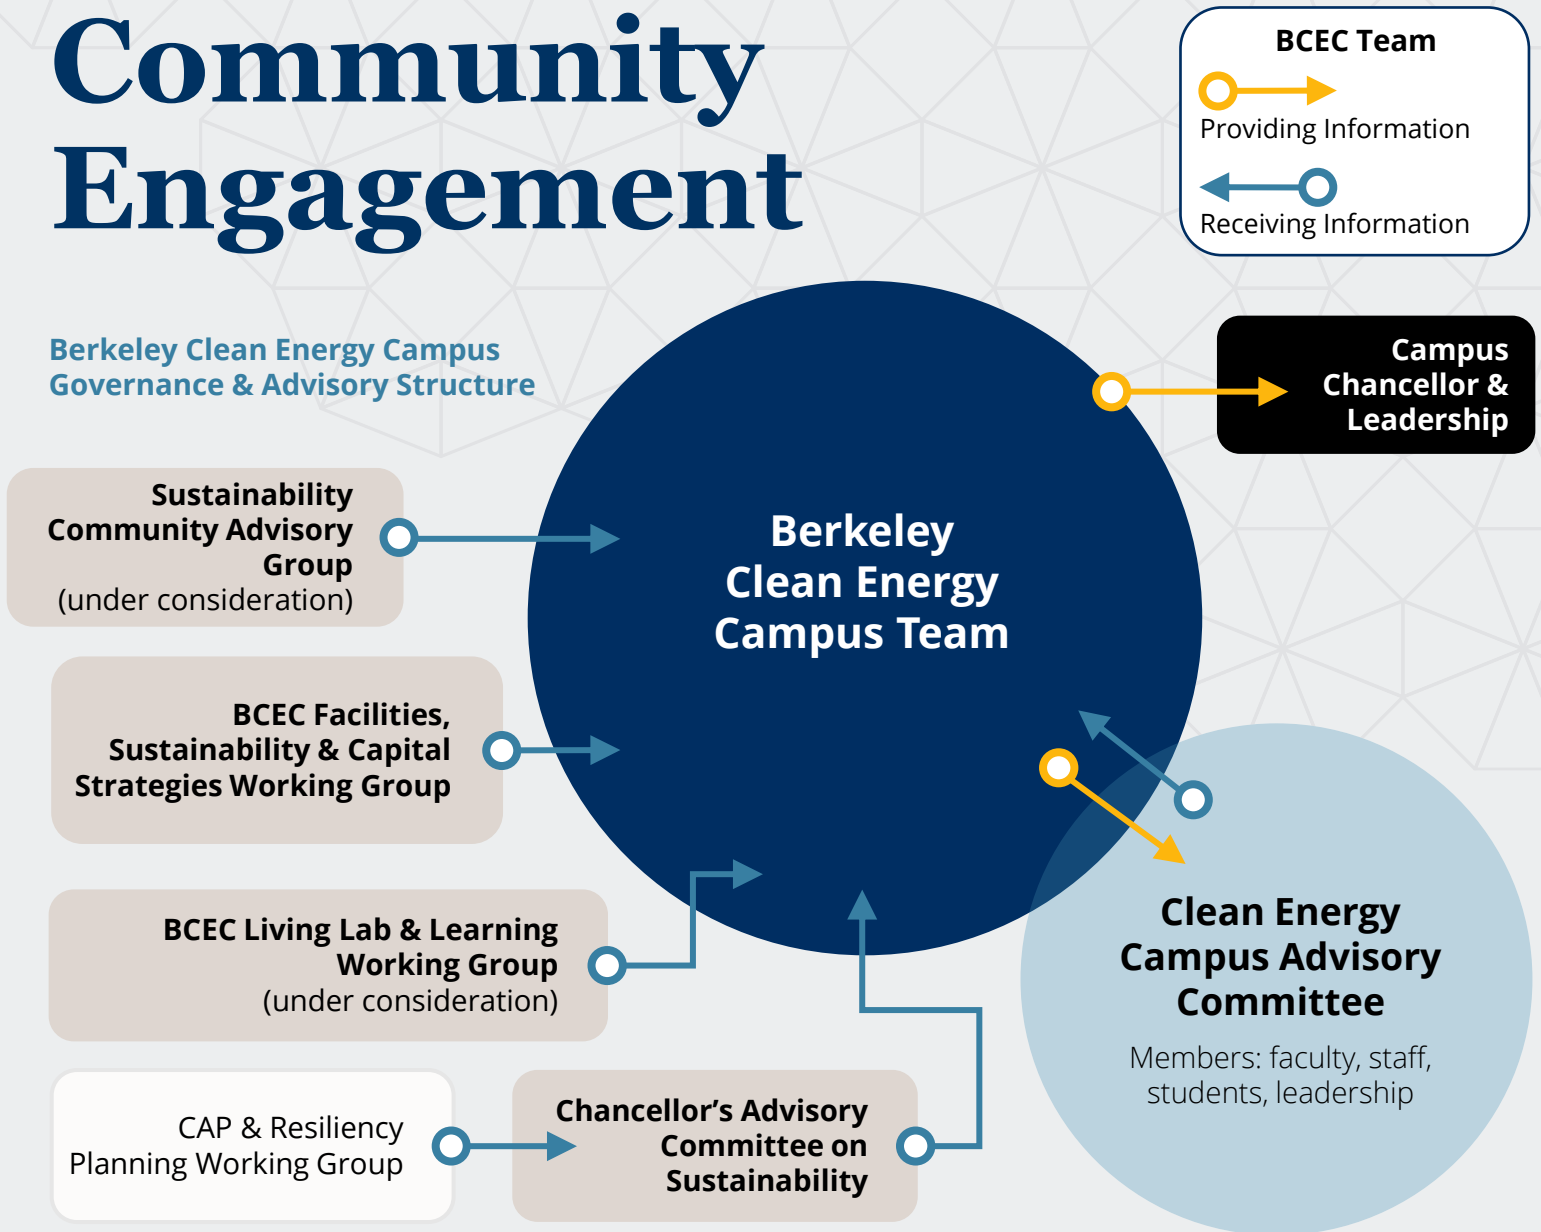 Community
Engagement
BCEC Team
Providing Information
Receiving Information
Berkeley Clean Energy Campus
Governance & Advisory Structure
Campus
Chancellor &
Leadership
Sustainability
Community Advisory
Group
(under consideration)
Berkeley
Clean Energy
Campus Team
BCEC Facilities,
Sustainability & Capital
Strategies Working Group
BCEC Living Lab & Learning
Working Group
(under consideration)
Clean Energy
Campus Advisory
Committee
Members: faculty, staff,
students, leadership
CAP & Resiliency
Planning Working Group
Chancellor’s Advisory
Committee on
Sustainability